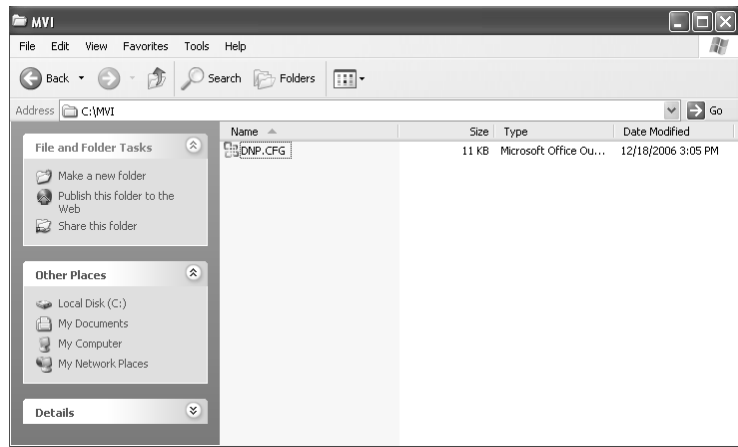 MVI
File Edit View Favorites Tools Help
Back Search Folders
Address C:\MVI Go
Name Size Type Date Modified
DNP.CFG 11 KB Microsoft Office Ou... 12/18/2006 3:05 PM
File and Folder Tasks
Make a new folder
Publish this folder to the
Web
Share this folder
Other Places
Local Disk (C:)
My Documents
My Computer
My Network Places
Details